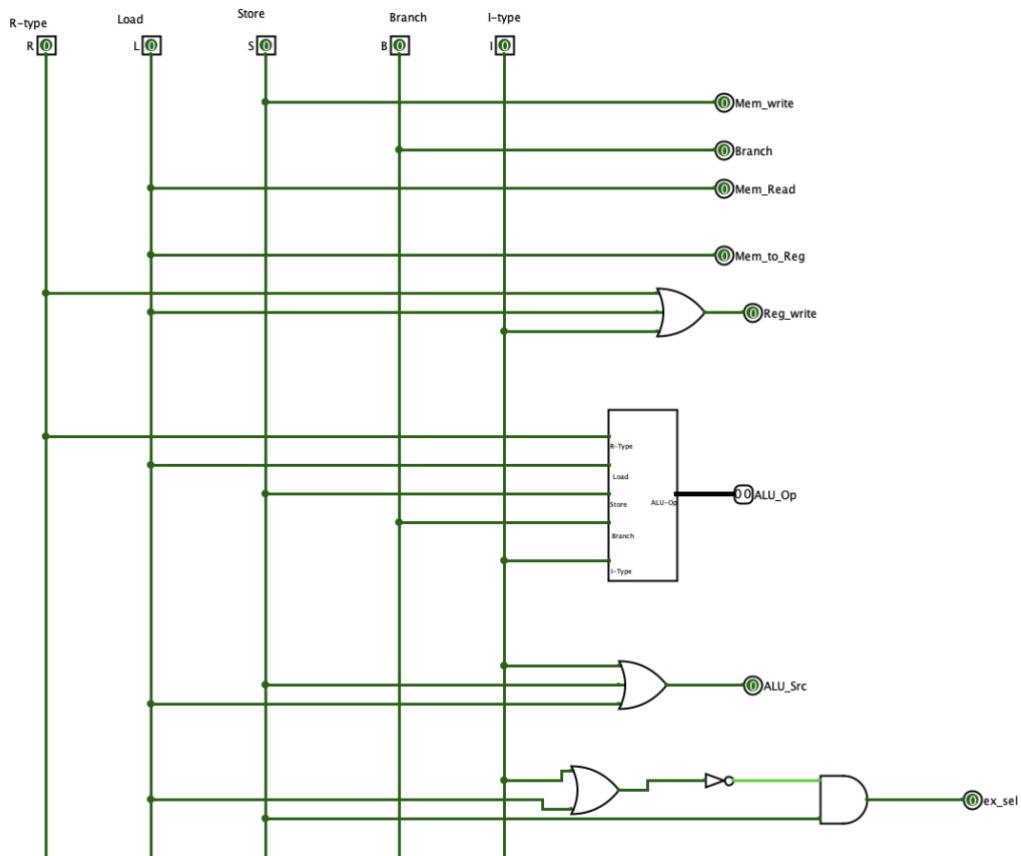 R-type
Load
Store
Branch
I-type
R 0
L 0
S 0
B 0
I 0
0 Mem_write
0 Branch
0 Mem_Read
0 Mem_to_Reg
0 Reg_write
R-Type
Load
Store
ALU-Op
0 0 ALU_Op
Branch
I-Type
0 ALU_Src
0 ex_sel